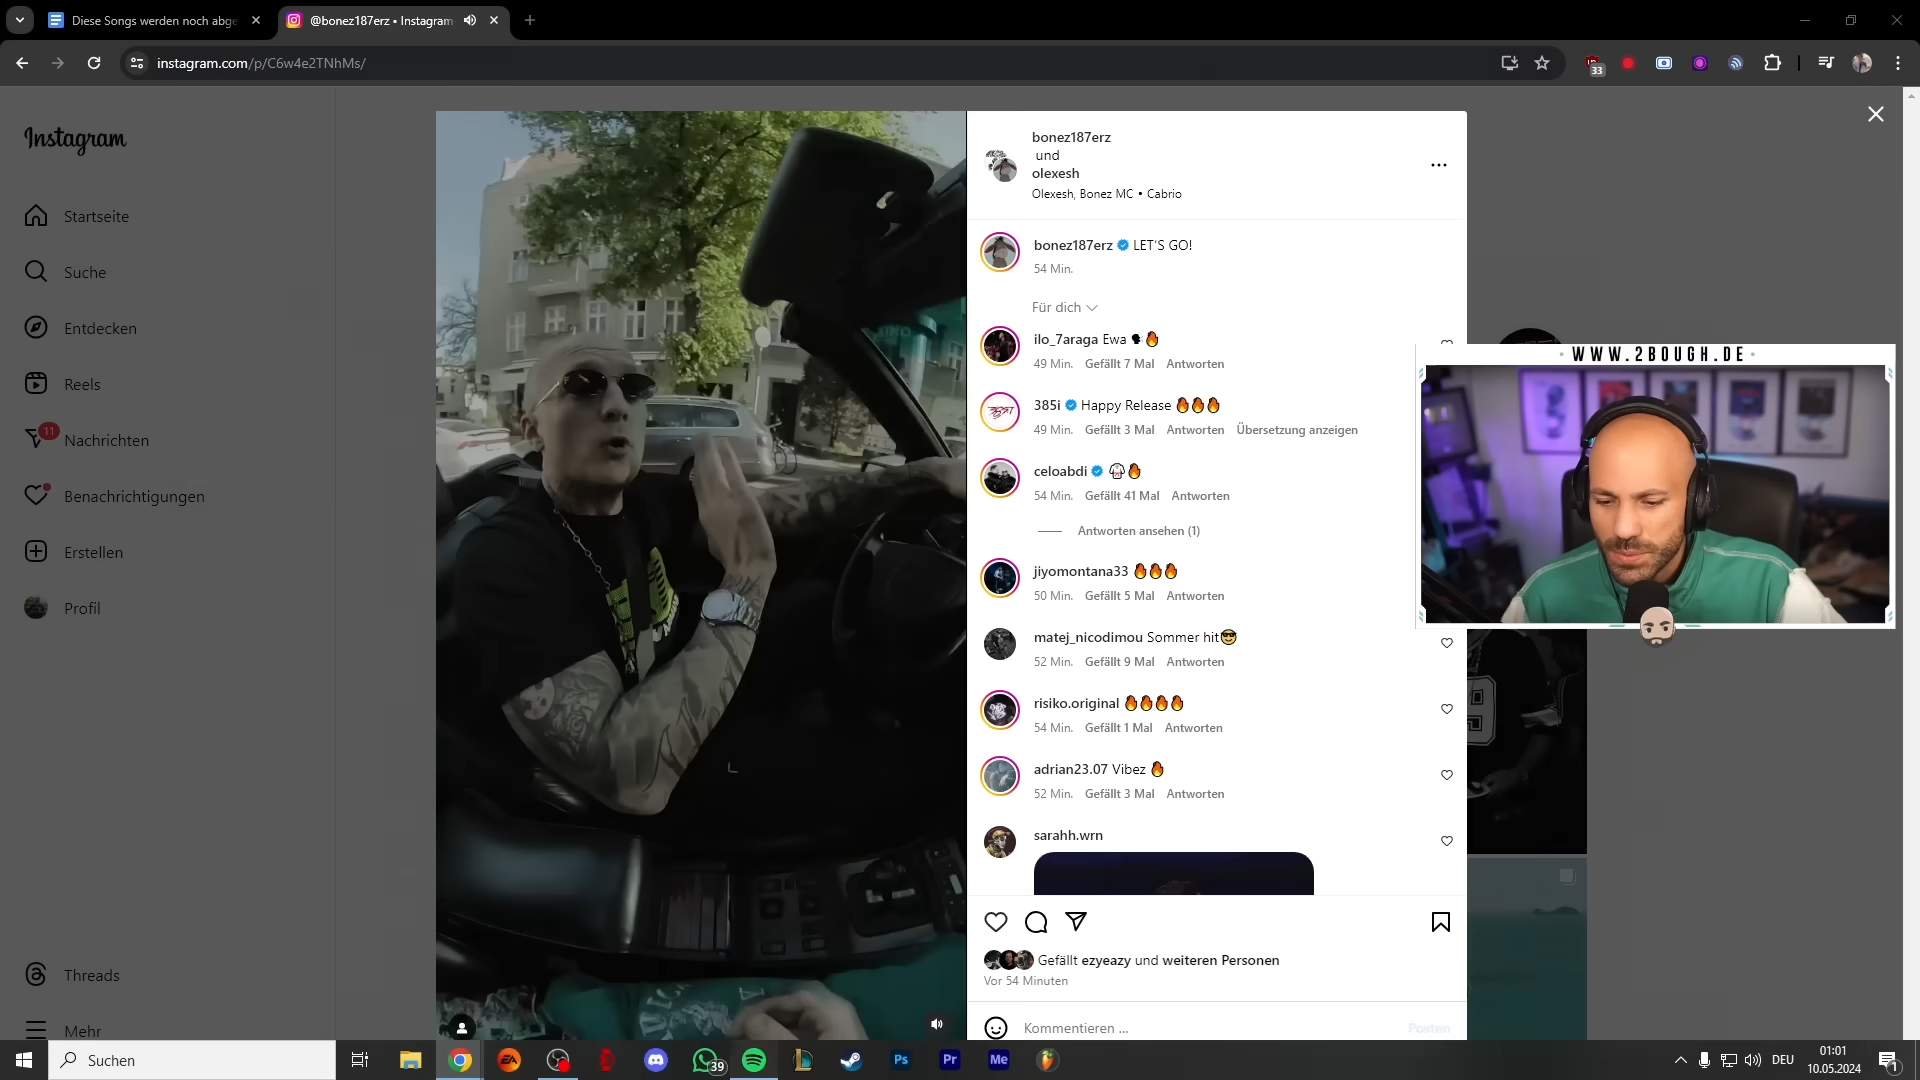 Diese Songs werden noch abge
@bonez187erz • Instagram
instagram.com/p/C6w4e2TNhMs/
33
Instagram
Startseite
Suche
Entdecken
Reels
11
Nachrichten
Benachrichtigungen
Erstellen
Profil
Threads
Mehr
bonez187erz
und
olexesh
Olexesh, Bonez MC • Cabrio
bonez187erz LET'S GO!
54 Min.
Für dich
ilo_7araga Ewa 🗣🔥
49 Min. Gefällt 7 Mal Antworten
385i Happy Release 🔥🔥🔥
49 Min. Gefällt 3 Mal Antworten Übersetzung anzeigen
celoabdi 🥋🔥
54 Min. Gefällt 41 Mal Antworten
Antworten ansehen (1)
jiyomontana33 🔥🔥🔥
50 Min. Gefällt 5 Mal Antworten
matej_nicodimou Sommer hit😎
52 Min. Gefällt 9 Mal Antworten
risiko.original 🔥🔥🔥🔥
54 Min. Gefällt 1 Mal Antworten
adrian23.07 Vibez 🔥
52 Min. Gefällt 3 Mal Antworten
sarahh.wrn
Gefällt ezyeazy und weiteren Personen
Vor 54 Minuten
Kommentieren ...
Posten
WWW.2BOUGH.DE
Suchen
EA
39
Ps
Pr
Me
DEU
01:01
10.05.2024
1